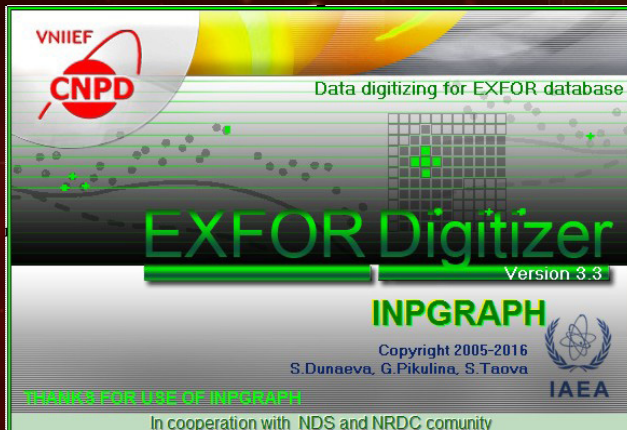 VNIIEF
CNPD
Data digitizing for EXFOR database
EXFOR Digitizer
Version 3.3
INPGRAPH
Copyright 2005-2016
S.Dunaeva, G.Pikulina, S.Taova
IAEA
THANKS FOR USE OF INPGRAPH
In cooperation with NDS and NRDC comunity